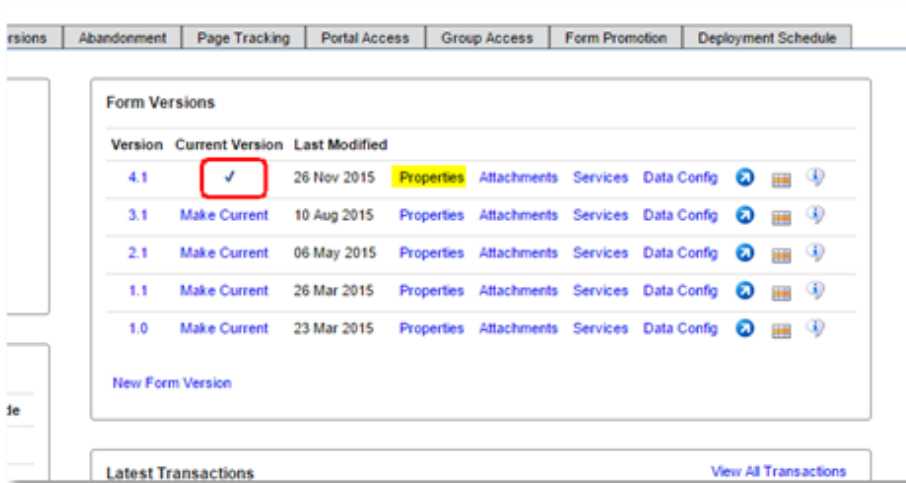 rsions Abandonment Page Tracking Portal Access Group Access Form Promotion Deployment Schedule
Form Versions
Version Current Version Last Modified
4.1 ✓ 26 Nov 2015 Properties Attachments Services Data Config
3.1 Make Current 10 Aug 2015 Properties Attachments Services Data Config
2.1 Make Current 06 May 2015 Properties Attachments Services Data Config
1.1 Make Current 26 Mar 2015 Properties Attachments Services Data Config
1.0 Make Current 23 Mar 2015 Properties Attachments Services Data Config
New Form Version
de
Latest Transactions View All Transactions